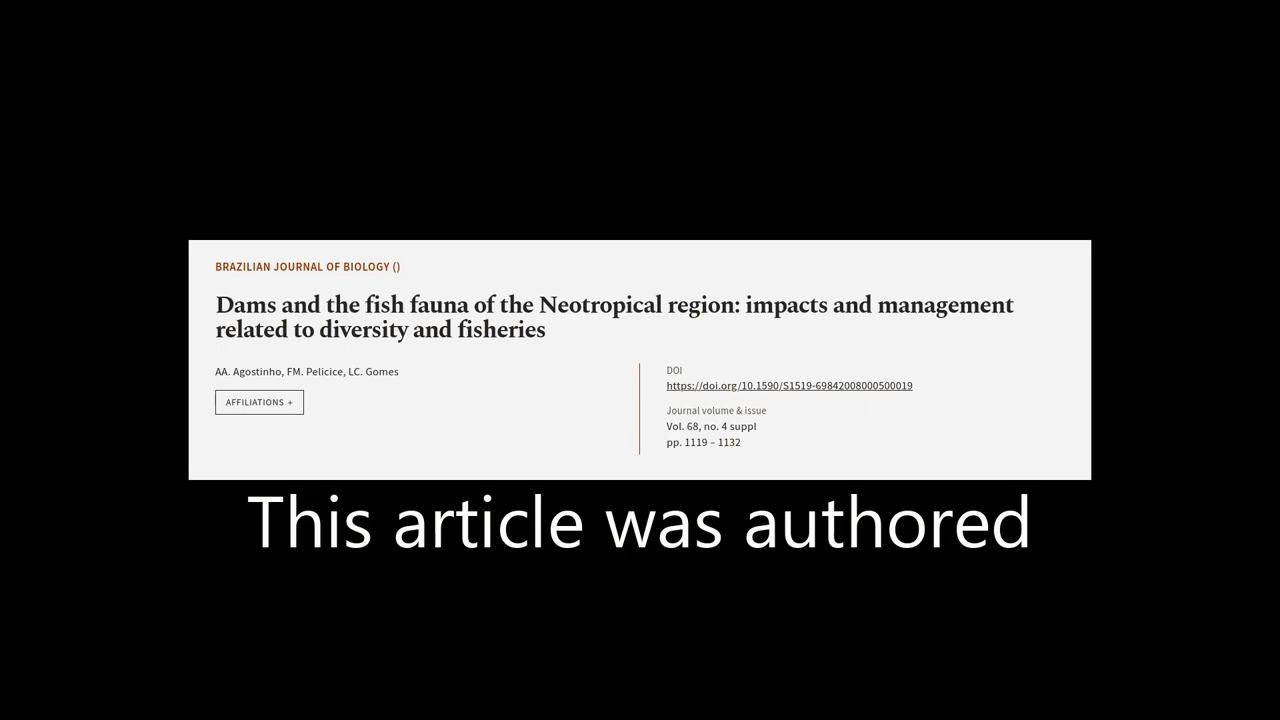 BRAZILIAN JOURNAL OF BIOLOGY ()
Dams and the fish fauna of the Neotropical region: impacts and management
related to diversity and fisheries
AA. Agostinho, FM. Pelicice, LC. Gomes
AFFILIATIONS +
DOI
https://doi.org/10.1590/S1519-69842008000500019
Journal volume & issue
Vol. 68, no. 4 suppl
pp. 1119 – 1132
This article was authored